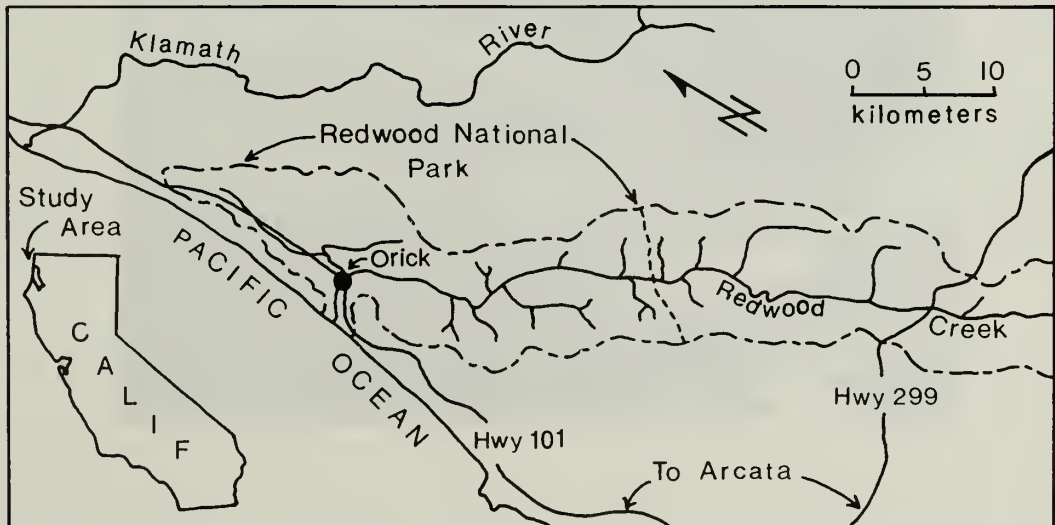 Klamath
River
0 5 10
kilometers
Redwood National
Park
Study
Area
PACIFIC
OCEAN
Orick
Redwood
Creek
CALIF
Hwy 299
Hwy 101
To Arcata